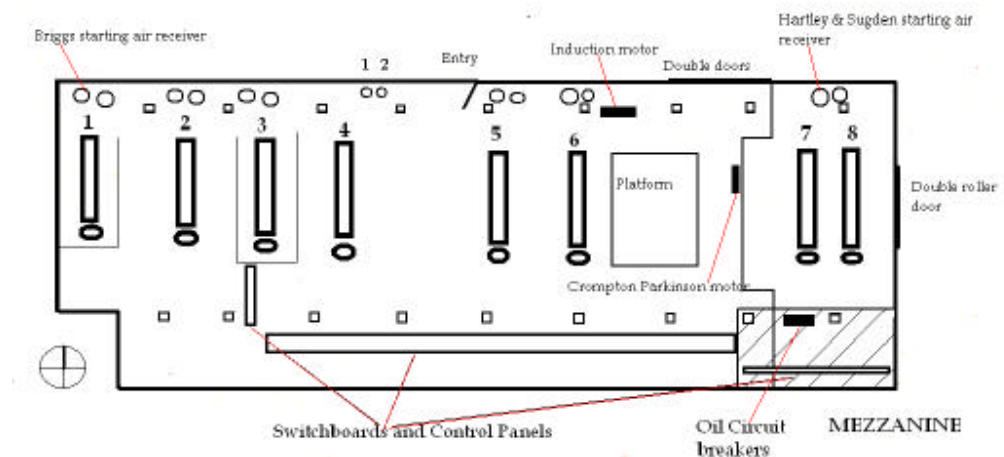 Briggs starting air receiver
Hartley & Sugden starting air
receiver
Induction motor
Entry
Double doors
1 2
1
2
3
4
5
6
7
8
Platform
Double roller
door
Crompton Parkinson motor
Switchboards and Control Panels
Oil Circuit
breakers
MEZZANINE